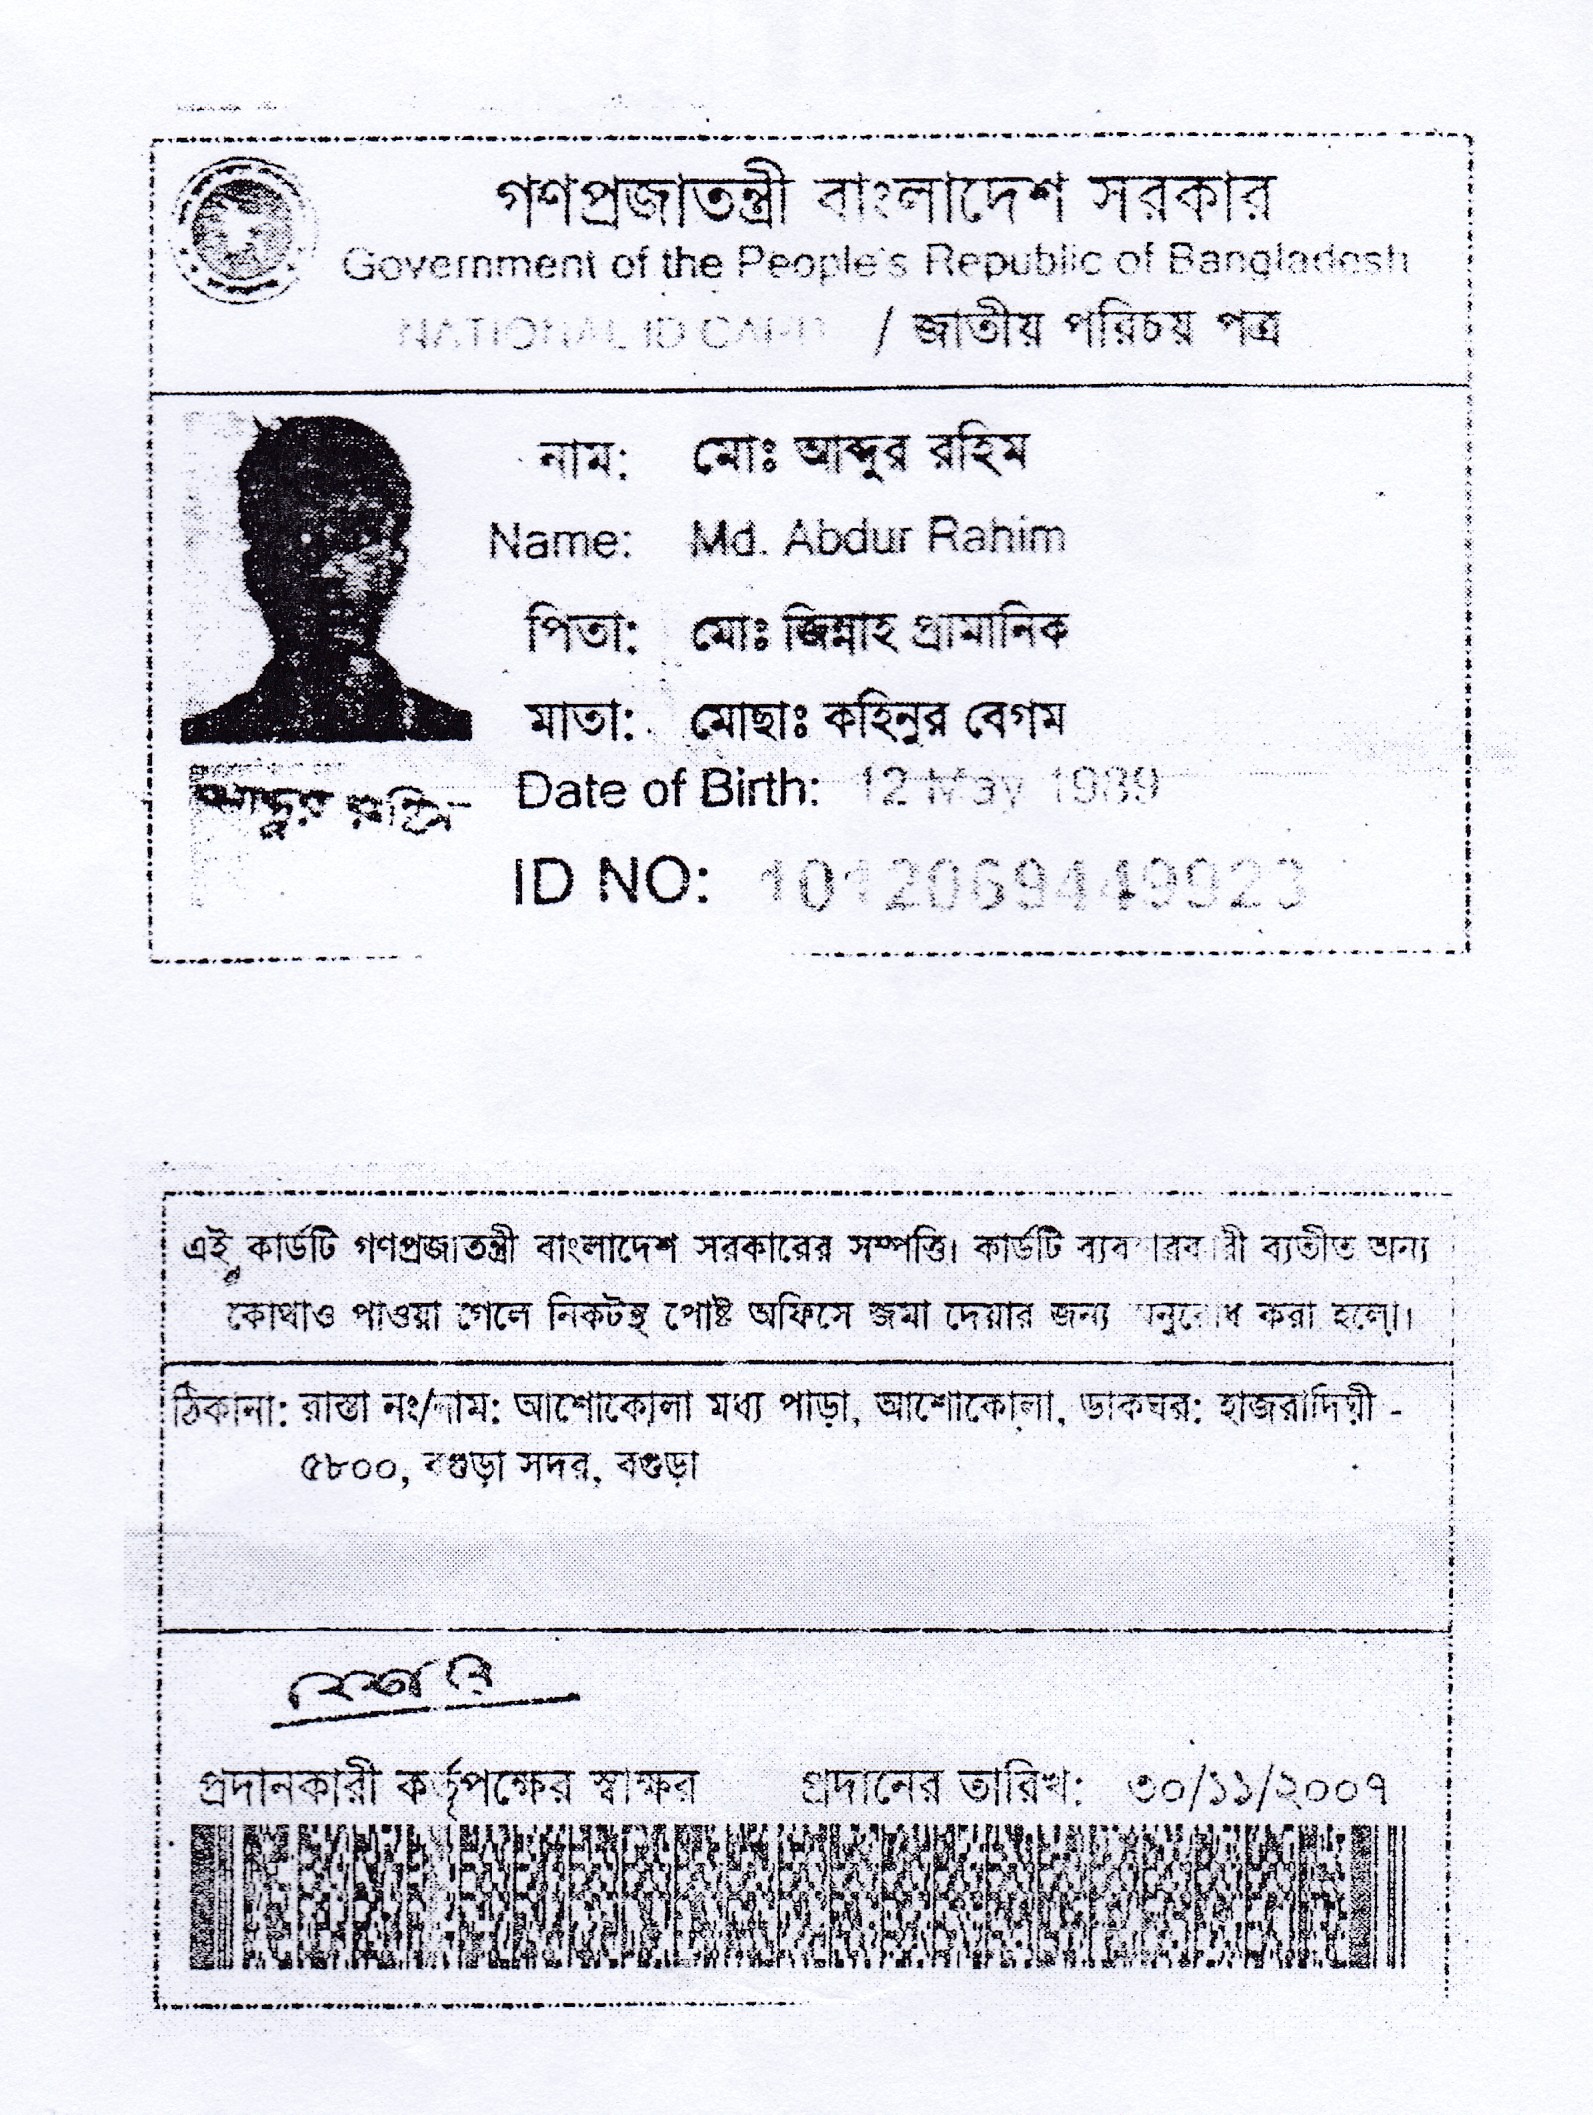 গণপ্রজাতন্ত্রী বাংলাদেশ সরকার
Government of the People's Republic of Bangladesh
NATIONAL ID CARD / জাতীয় পরিচয় পত্র
নাম: মোঃ আব্দুর রহিম
Name: Md. Abdur Rahim
পিতা: মোঃ জিন্নাহ প্রামানিক
মাতা: মোছাঃ কহিনুর বেগম
Date of Birth: 12 May 1989
আব্দুর রহিম
ID NO: 1012069449923
এই কার্ডটি গণপ্রজাতন্ত্রী বাংলাদেশ সরকারের সম্পত্তি। কার্ডটি ব্যবহারকারী ব্যতীত অন্য
কোথাও পাওয়া গেলে নিকটস্থ পোষ্ট অফিসে জমা দেয়ার জন্য অনুরোধ করা হলো।
ঠিকানা: রাস্তা নং/নাম: আশোকোলা মধ্য পাড়া, আশোকোলা, ডাকঘর: হাজরাদিঘী -
৫৮০০, বগুড়া সদর, বগুড়া
প্রদানকারী কর্তৃপক্ষের স্বাক্ষর প্রদানের তারিখ: ৩০/১১/২০০৭